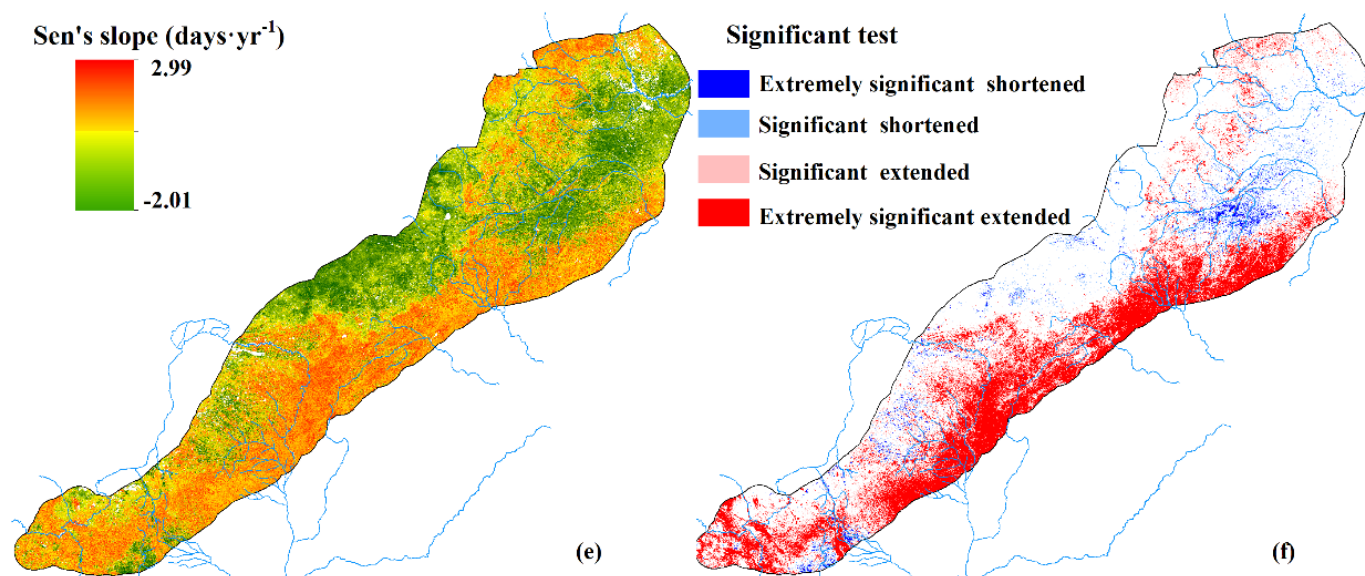 Sen's slope (days·yr⁻¹)
2.99
-2.01
(e)
Significant test
Extremely significant shortened
Significant shortened
Significant extended
Extremely significant extended
(f)